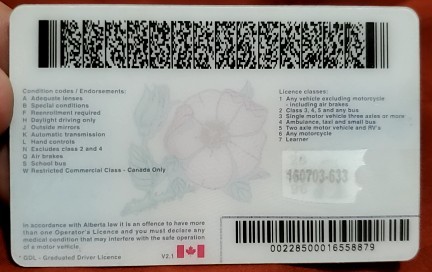 Condition codes / Endorsements:
A Adequate lenses
B Special conditions
F Reenrolment required
H Daylight driving only
J Outside mirrors
K Automatic transmission
L Hand controls
N Excludes class 2 and 4
Q Air brakes
S School bus
W Restricted Commercial Class - Canada Only
Licence classes:
1 Any vehicle excluding motorcycle
- including air brakes
2 Class 3, 4, 5 and any bus
3 Single motor vehicle three axles or more
4 Ambulance, taxi and small bus
5 Two axle motor vehicle and RV's
6 Any motorcycle
7 Learner
160703-633
In accordance with Alberta law it is an offence to have more
than one Operator's Licence and you must declare any
medical condition that may interfere with the safe operation
of a motor vehicle.
* GDL - Graduated Driver Licence
V2.1
00228500016558879